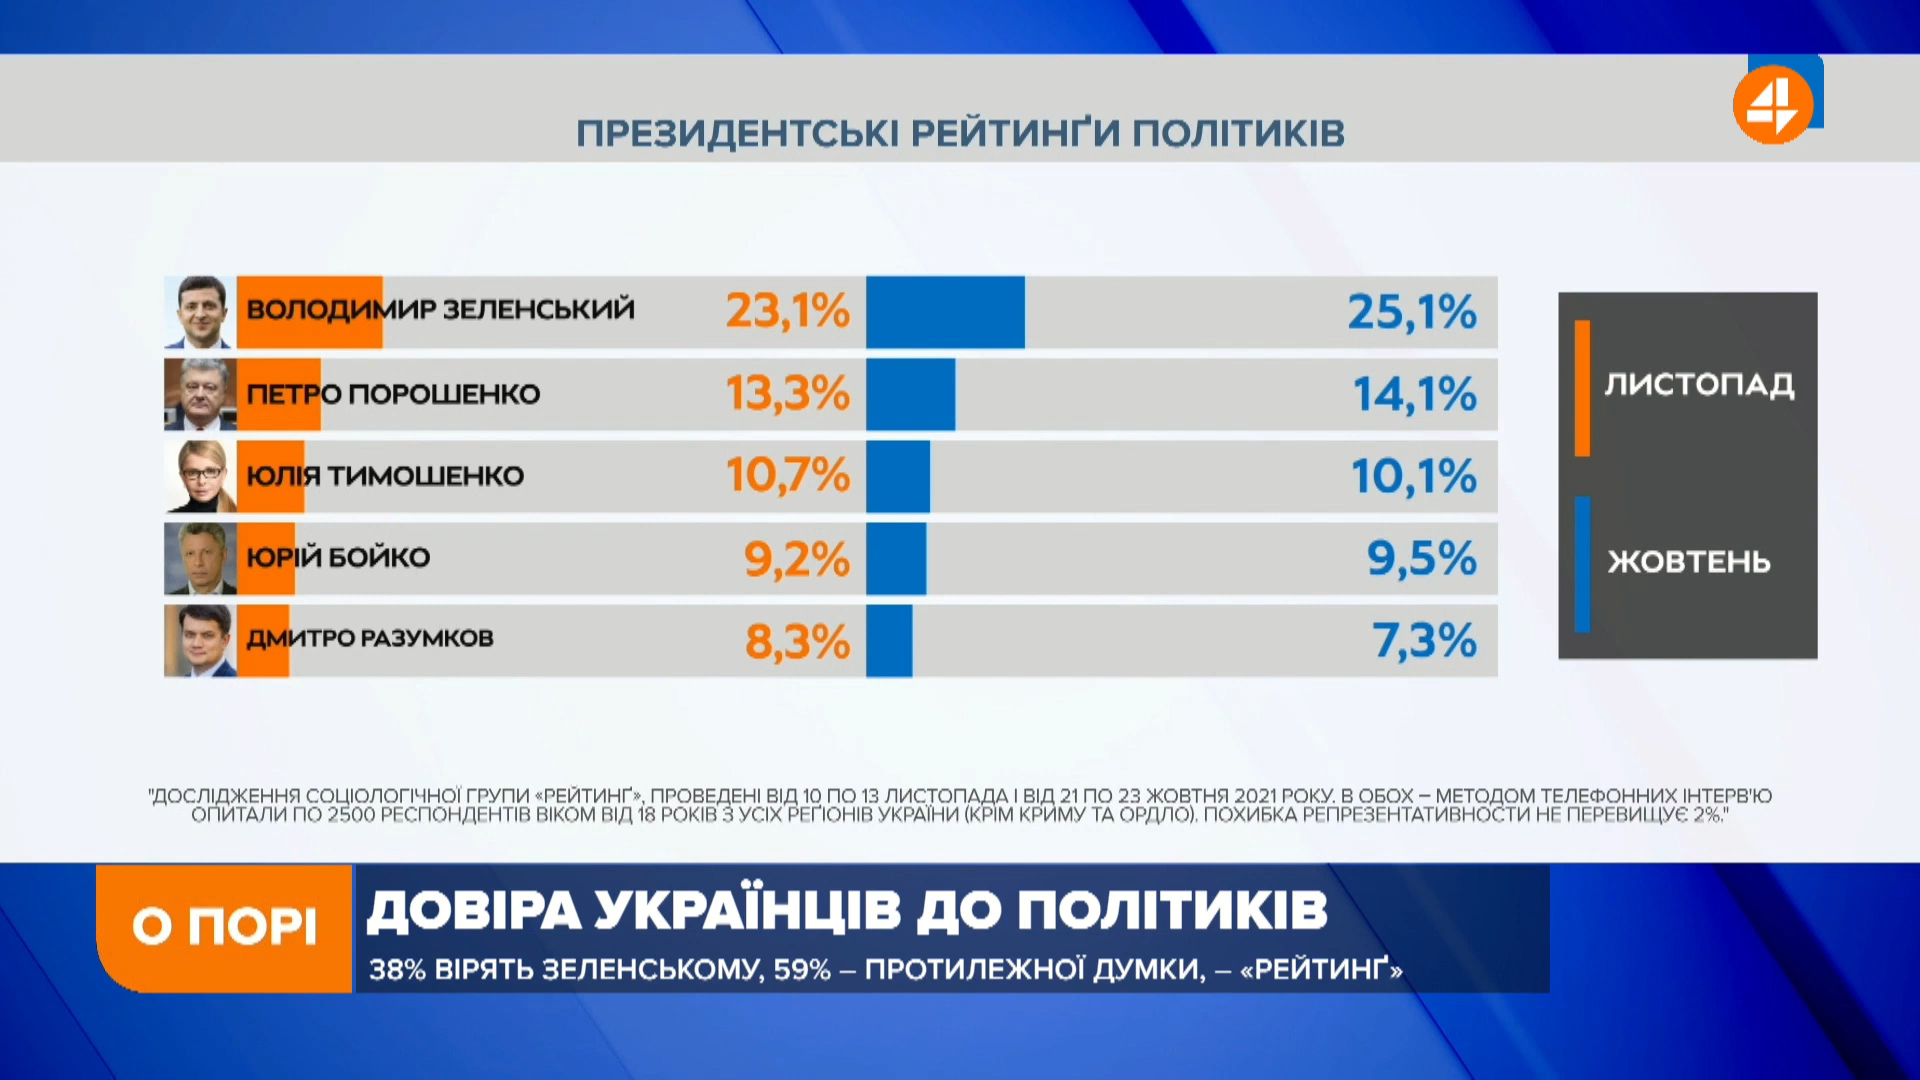 ПРЕЗИДЕНТСЬКІ РЕЙТИНҐИ ПОЛІТИКІВ
4
ВОЛОДИМИР ЗЕЛЕНСЬКИЙ 23,1% 25,1%
ПЕТРО ПОРОШЕНКО 13,3% 14,1%
ЮЛІЯ ТИМОШЕНКО 10,7% 10,1%
ЮРІЙ БОЙКО 9,2% 9,5%
ДМИТРО РАЗУМКОВ 8,3% 7,3%
ЛИСТОПАД
ЖОВТЕНЬ
"ДОСЛІДЖЕННЯ СОЦІОЛОГІЧНОЇ ГРУПИ «РЕЙТИНҐ», ПРОВЕДЕНІ ВІД 10 ПО 13 ЛИСТОПАДА І ВІД 21 ПО 23 ЖОВТНЯ 2021 РОКУ. В ОБОХ – МЕТОДОМ ТЕЛЕФОННИХ ІНТЕРВ'Ю
ОПИТАЛИ ПО 2500 РЕСПОНДЕНТІВ ВІКОМ ВІД 18 РОКІВ З УСІХ РЕГІОНІВ УКРАЇНИ (КРІМ КРИМУ ТА ОРДЛО). ПОХИБКА РЕПРЕЗЕНТАТИВНОСТИ НЕ ПЕРЕВИЩУЄ 2%."
О ПОРІ
ДОВІРА УКРАЇНЦІВ ДО ПОЛІТИКІВ
38% ВІРЯТЬ ЗЕЛЕНСЬКОМУ, 59% – ПРОТИЛЕЖНОЇ ДУМКИ, – «РЕЙТИНҐ»